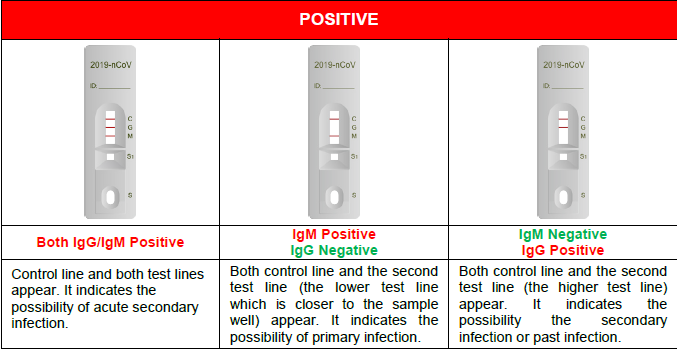 POSITIVE
2019-nCoV
ID:
C
G
M
S1
S
2019-nCoV
ID:
C
G
M
S1
S
2019-nCoV
ID:
C
G
M
S1
S
Both IgG/IgM Positive
IgM Positive
IgG Negative
IgM Negative
IgG Positive
Control line and both test lines
appear. It indicates the
possibility of acute secondary
infection.
Both control line and the second
test line (the lower test line
which is closer to the sample
well) appear. It indicates the
possibility of primary infection.
Both control line and the second
test line (the higher test line)
appear. It indicates the
possibility the secondary
infection or past infection.